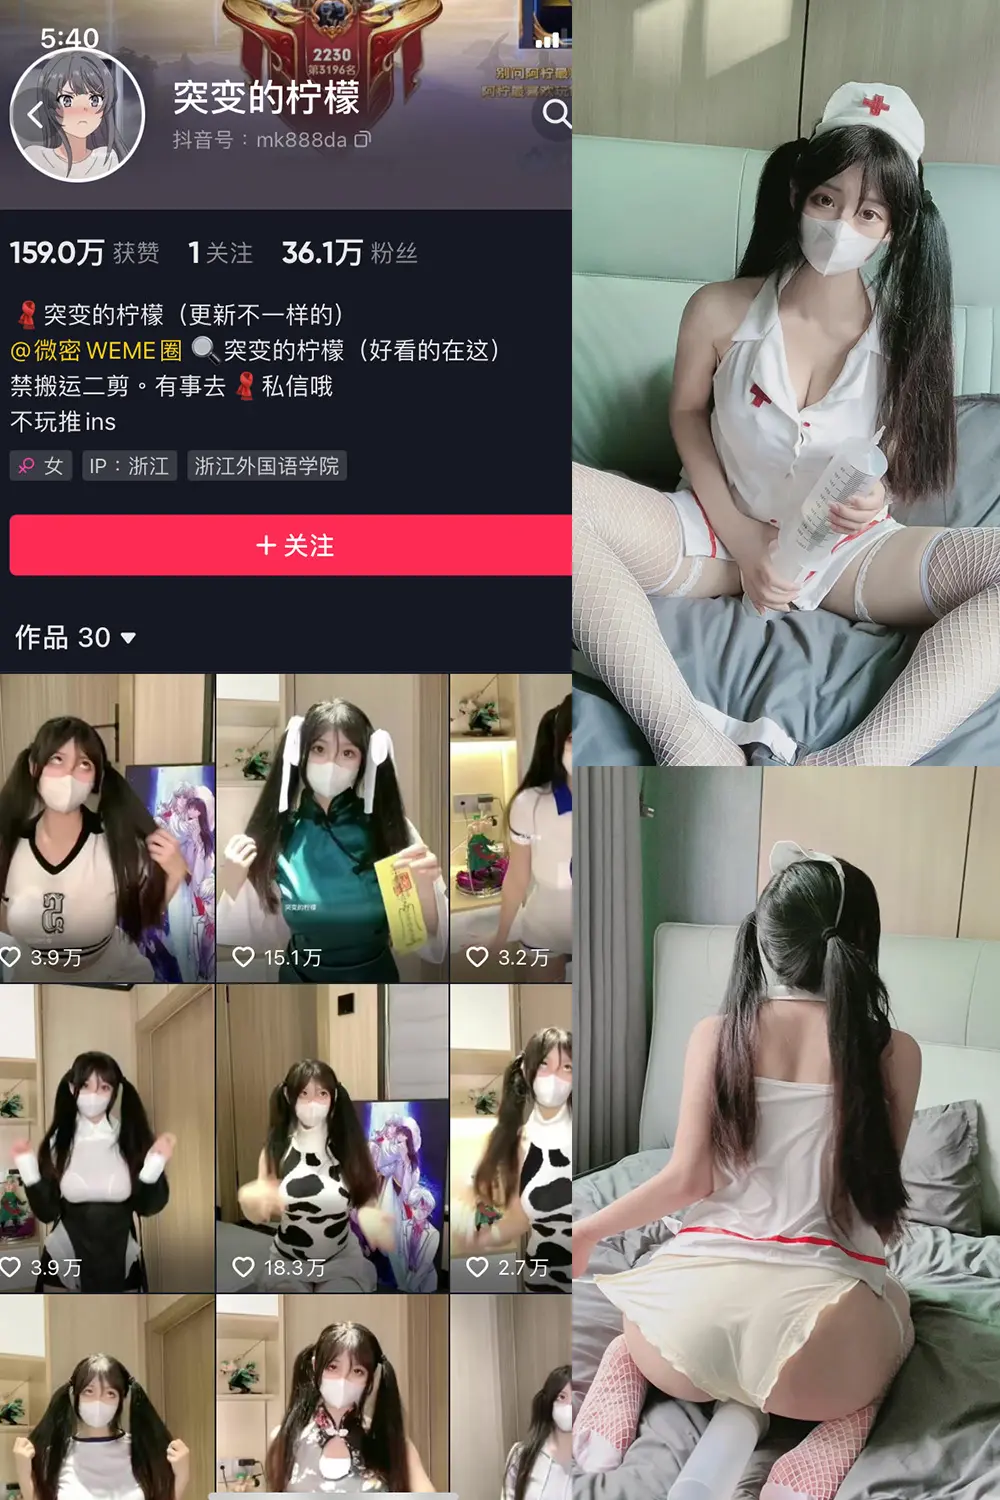 5:40
2230
第3196名
突变的柠檬
抖音号：mk888da
159.0万 获赞 1 关注 36.1万 粉丝
突变的柠檬（更新不一样的）
@微密WEME圈 突变的柠檬（好看的在这）
禁搬运二剪。有事去 私信哦
不玩推ins
女 IP：浙江 浙江外国语学院
+ 关注
作品 30
突变的柠檬
3.9万 15.1万 3.2万
3.9万 18.3万 2.7万